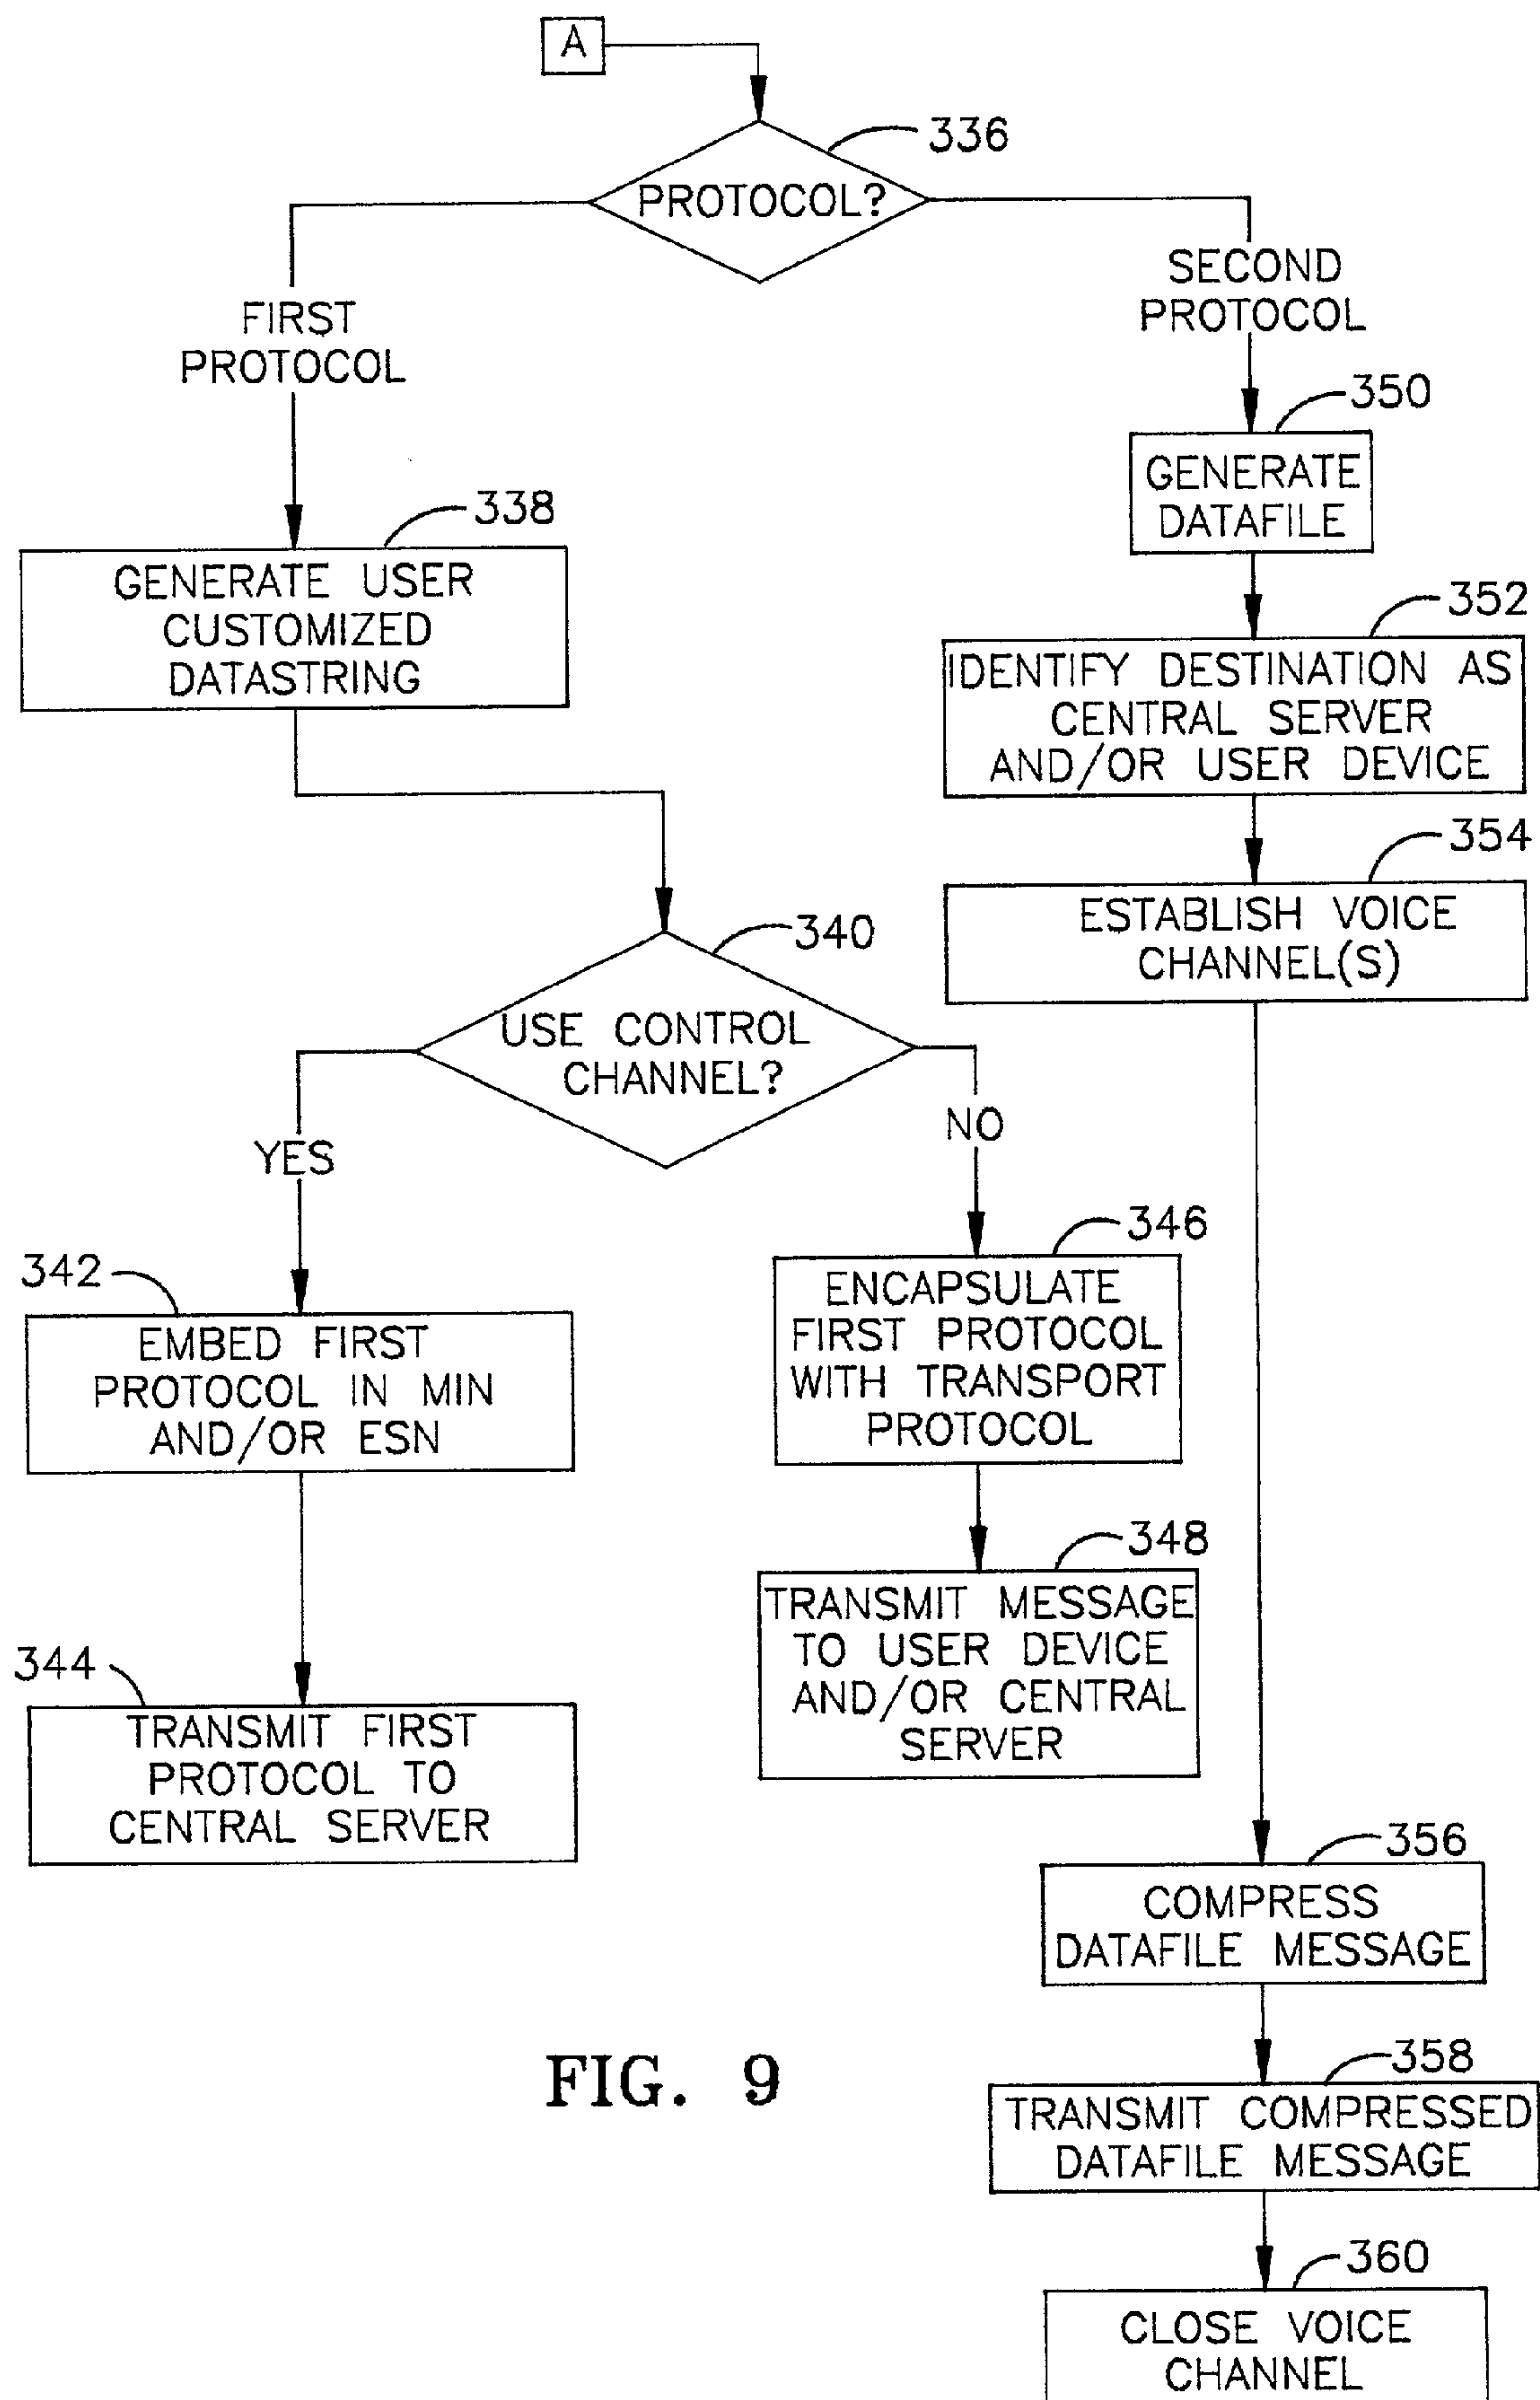 A
336
PROTOCOL?
FIRST
PROTOCOL
SECOND
PROTOCOL
338
GENERATE USER
CUSTOMIZED
DATASTRING
340
USE CONTROL
CHANNEL?
YES
NO
342
EMBED FIRST
PROTOCOL IN MIN
AND/OR ESN
344
TRANSMIT FIRST
PROTOCOL TO
CENTRAL SERVER
346
ENCAPSULATE
FIRST PROTOCOL
WITH TRANSPORT
PROTOCOL
348
TRANSMIT MESSAGE
TO USER DEVICE
AND/OR CENTRAL
SERVER
350
GENERATE
DATAFILE
352
IDENTIFY DESTINATION AS
CENTRAL SERVER
AND/OR USER DEVICE
354
ESTABLISH VOICE
CHANNEL(S)
356
COMPRESS
DATAFILE MESSAGE
358
TRANSMIT COMPRESSED
DATAFILE MESSAGE
360
CLOSE VOICE
CHANNEL
FIG. 9